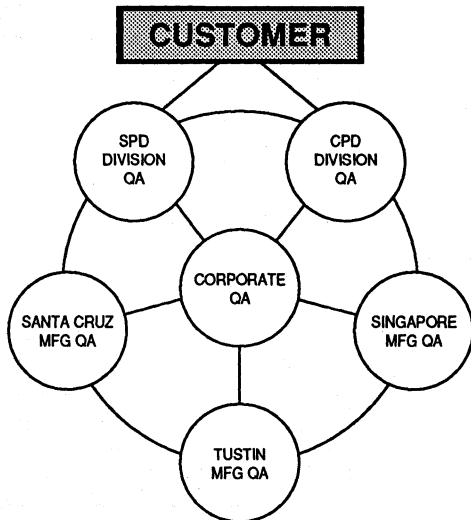 CUSTOMER
SPD
DIVISION
QA
CPD
DIVISION
QA
CORPORATE
QA
SANTA CRUZ
MFG QA
SINGAPORE
MFG QA
TUSTIN
MFG QA